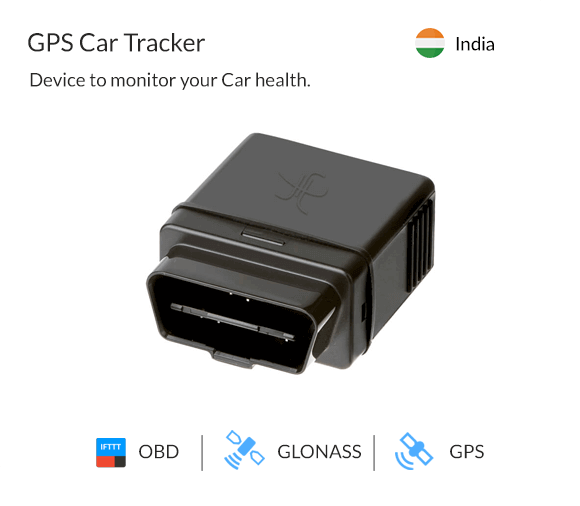 GPS Car Tracker
India
Device to monitor your Car health.
IFTTT
OBD
GLONASS
GPS